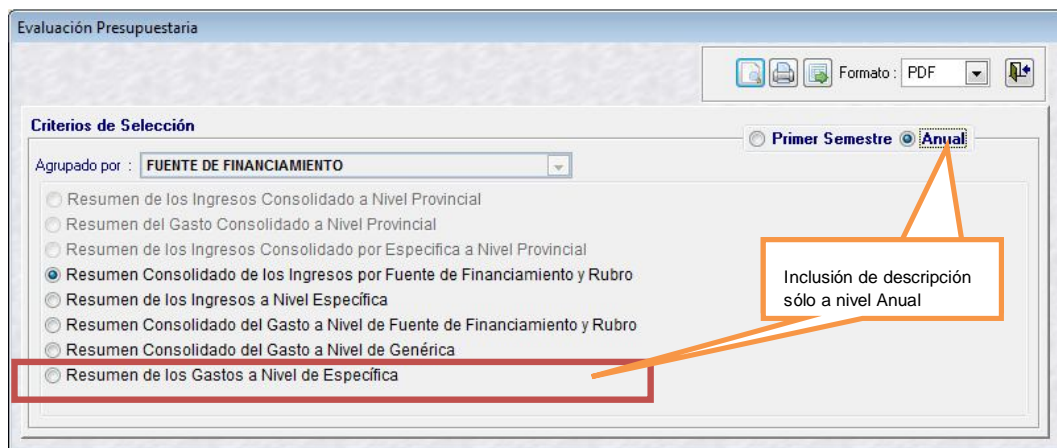 Evaluación Presupuestaria
Formato : PDF
Criterios de Selección
Primer Semestre Anual
Agrupado por : FUENTE DE FINANCIAMIENTO
Resumen de los Ingresos Consolidado a Nivel Provincial
Resumen del Gasto Consolidado a Nivel Provincial
Resumen de los Ingresos Consolidado por Especifica a Nivel Provincial
Resumen Consolidado de los Ingresos por Fuente de Financiamiento y Rubro
Resumen de los Ingresos a Nivel Específica
Resumen Consolidado del Gasto a Nivel de Fuente de Financiamiento y Rubro
Resumen Consolidado del Gasto a Nivel de Genérica
Resumen de los Gastos a Nivel de Específica
Inclusión de descripción
sólo a nivel Anual